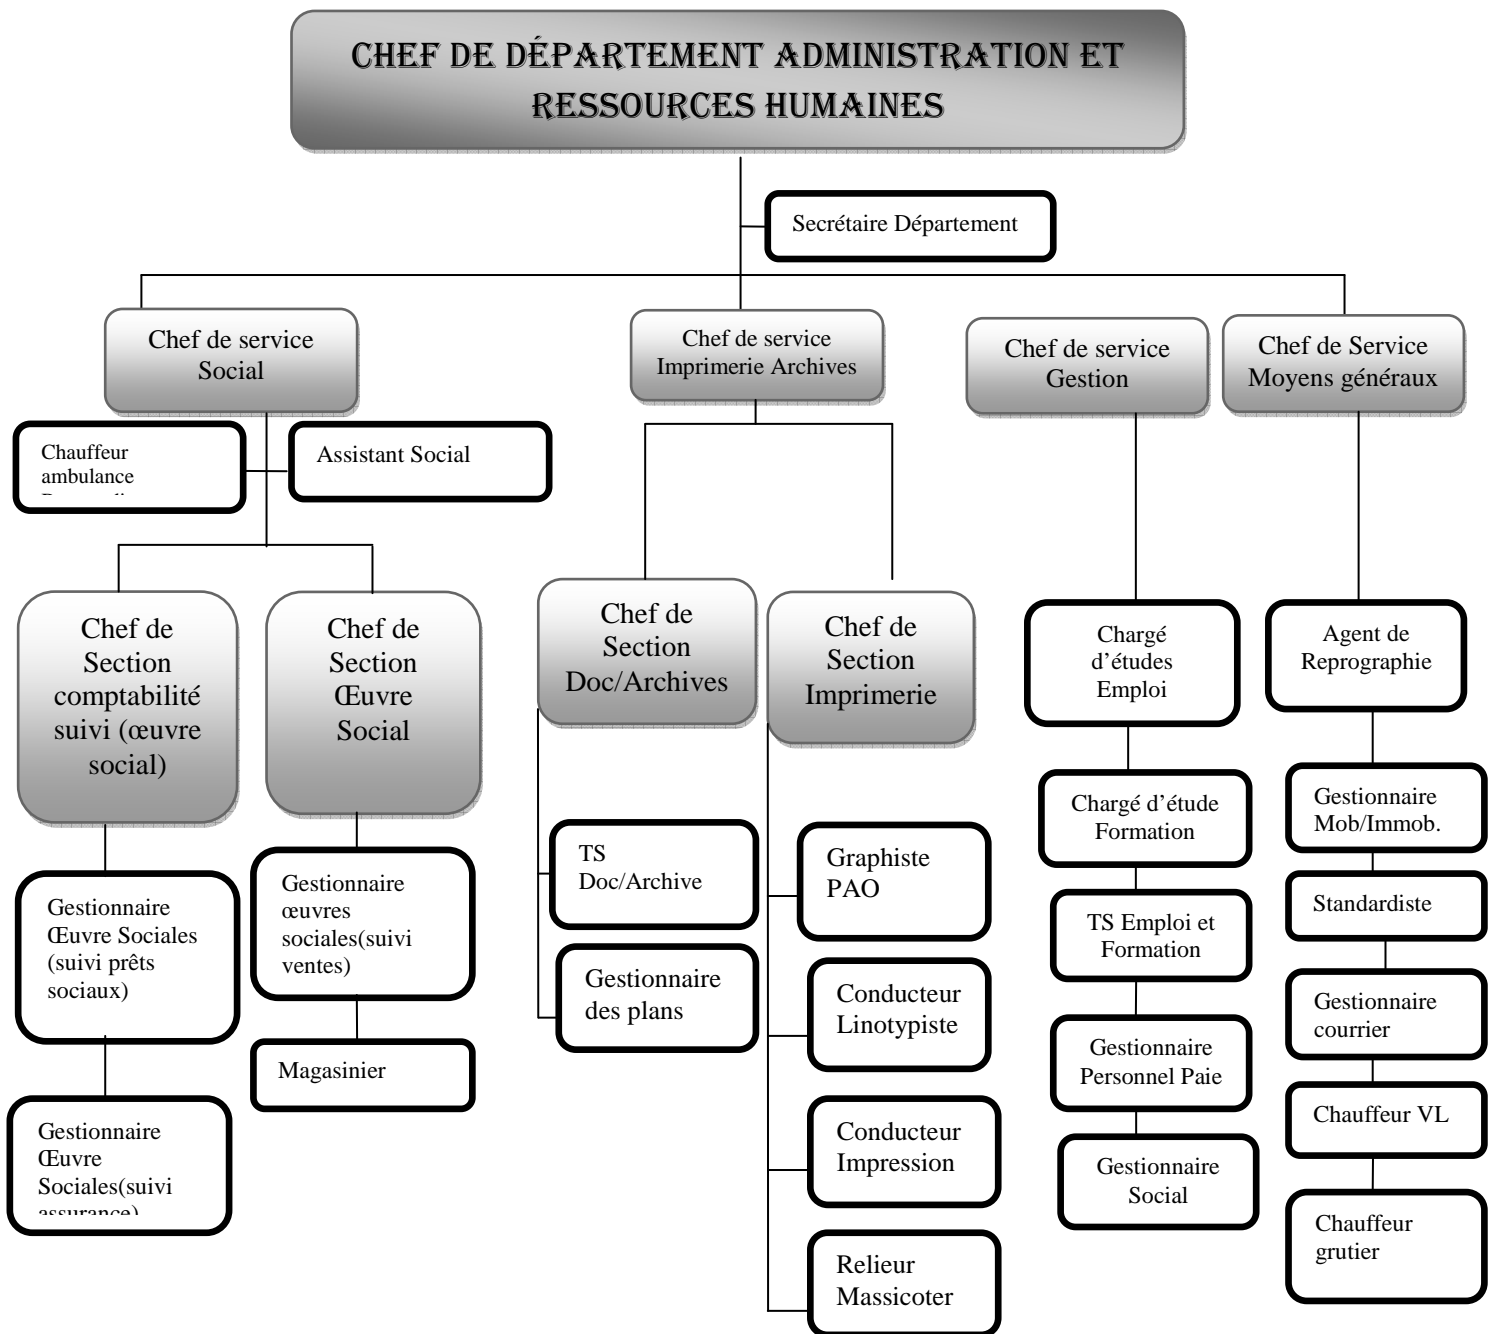 CHEF DE DÉPARTEMENT ADMINISTRATION ET
RESSOURCES HUMAINES
Secrétaire Département
Chef de service
Social
Chef de service
Imprimerie Archives
Chef de service
Gestion
Chef de Service
Moyens généraux
Chauffeur
ambulance
Assistant Social
Chef de
Section
comptabilité
suivi (œuvre
social)
Chef de
Section
Œuvre
Social
Chef de
Section
Doc/Archives
Chef de
Section
Imprimerie
Chargé
d’études
Emploi
Agent de
Reprographie
Gestionnaire
Œuvre Sociales
(suivi prêts
sociaux)
Gestionnaire
œuvres
sociales(suivi
ventes)
TS
Doc/Archive
Graphiste
PAO
Chargé d’étude
Formation
Gestionnaire
Mob/Immob.
TS Emploi et
Formation
Standardiste
Gestionnaire
des plans
Conducteur
Linotypiste
Gestionnaire
courrier
Magasinier
Gestionnaire
Personnel Paie
Chauffeur VL
Gestionnaire
Œuvre
Sociales(suivi
assurance)
Conducteur
Impression
Gestionnaire
Social
Chauffeur
grutier
Relieur
Massicoter